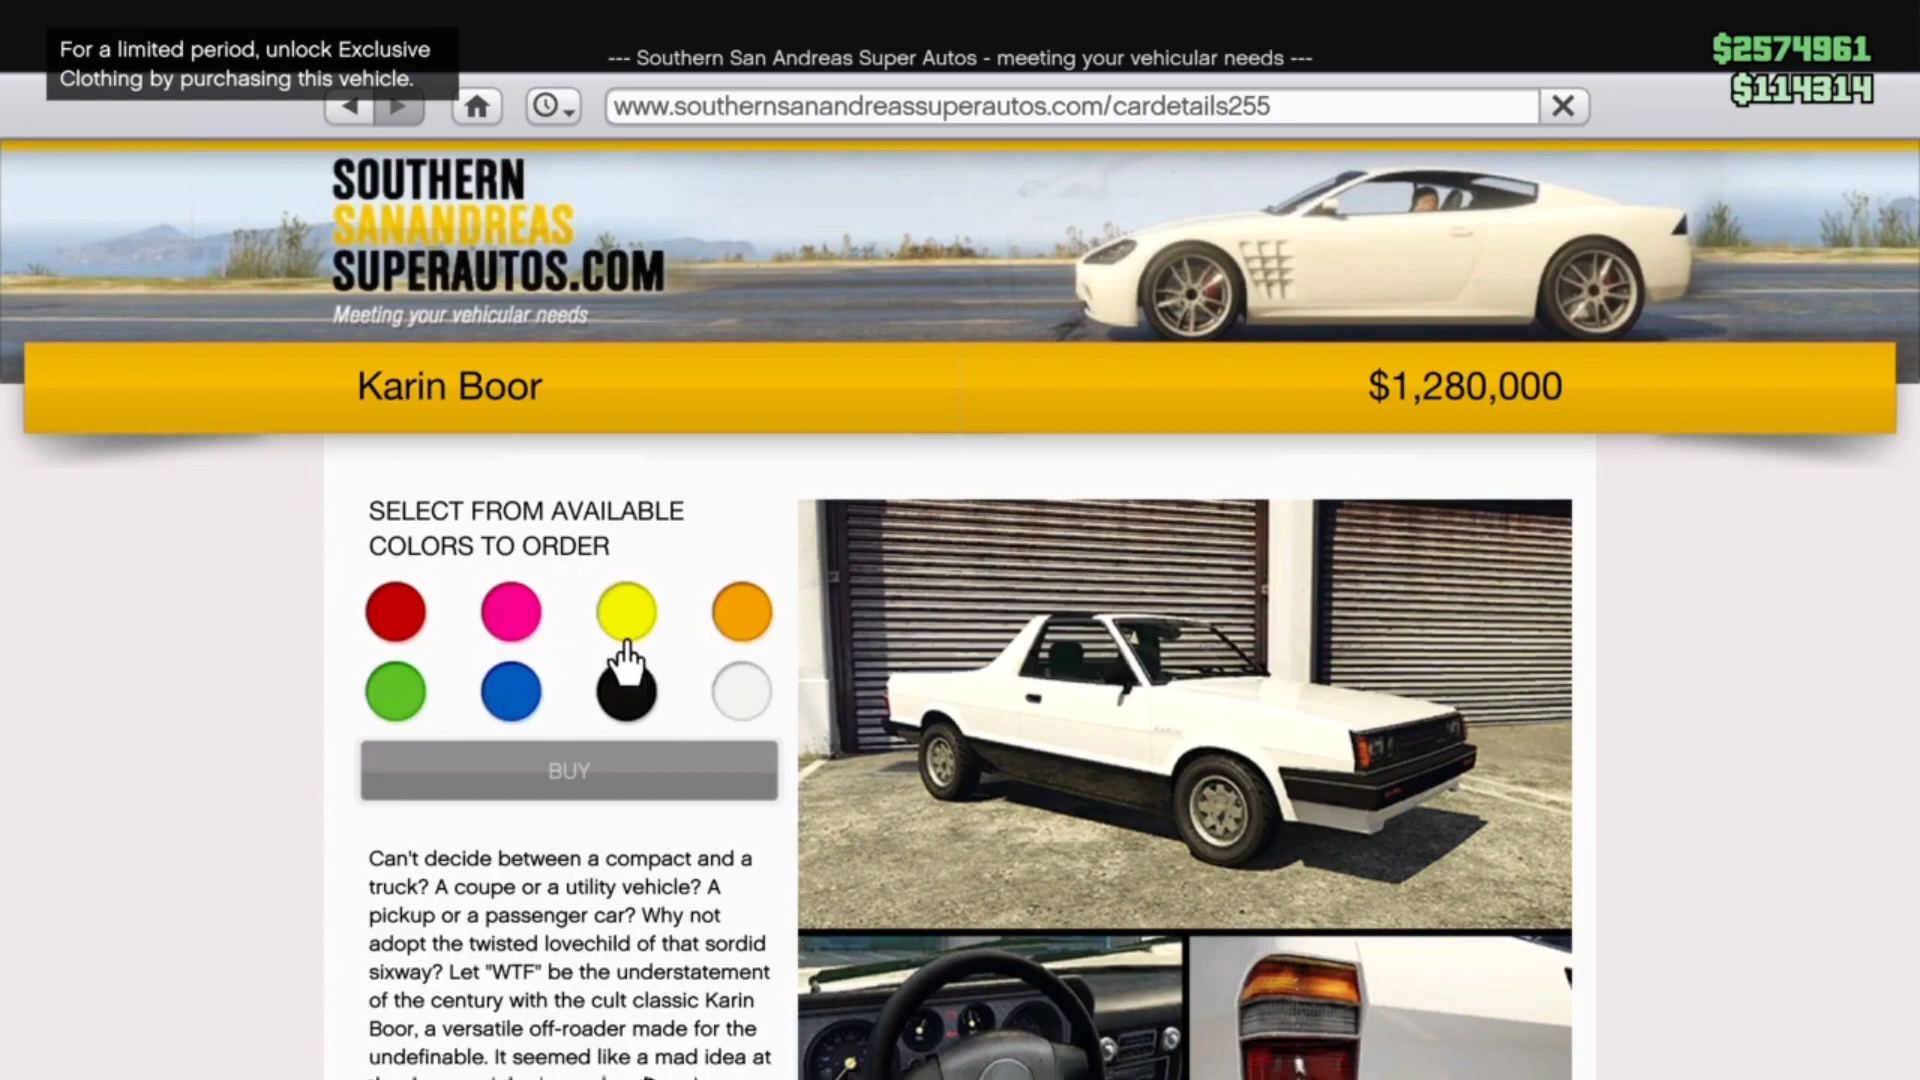 For a limited period, unlock Exclusive
Clothing by purchasing this vehicle.
--- Southern San Andreas Super Autos - meeting your vehicular needs ---
$2574961
$114314
www.southernsanandreassuperautos.com/cardetails255
SOUTHERN
SANANDREAS
SUPERAUTOS.COM
Meeting your vehicular needs
Karin Boor
$1,280,000
SELECT FROM AVAILABLE
COLORS TO ORDER
BUY
Can't decide between a compact and a
truck? A coupe or a utility vehicle? A
pickup or a passenger car? Why not
adopt the twisted lovechild of that sordid
sixway? Let "WTF" be the understatement
of the century with the cult classic Karin
Boor, a versatile off-roader made for the
undefinable. It seemed like a mad idea at